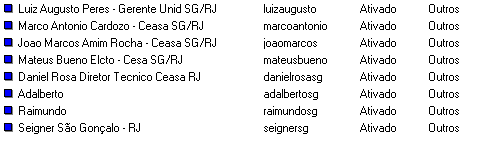 Luiz Augusto Peres - Gerente Unid SG/RJ luizaugusto Ativado Outros
Marco Antonio Cardozo - Ceasa SG/RJ marcoantonio Ativado Outros
Joao Marcos Amim Rocha - Ceasa SG/RJ joaomarcos Ativado Outros
Mateus Bueno Elcto - Cesa SG/RJ mateusbueno Ativado Outros
Daniel Rosa Diretor Tecnico Ceasa RJ danielrosasg Ativado Outros
Adalberto adalbertosg Ativado Outros
Raimundo raimundosg Ativado Outros
Seigner São Gonçalo - RJ seignersg Ativado Outros